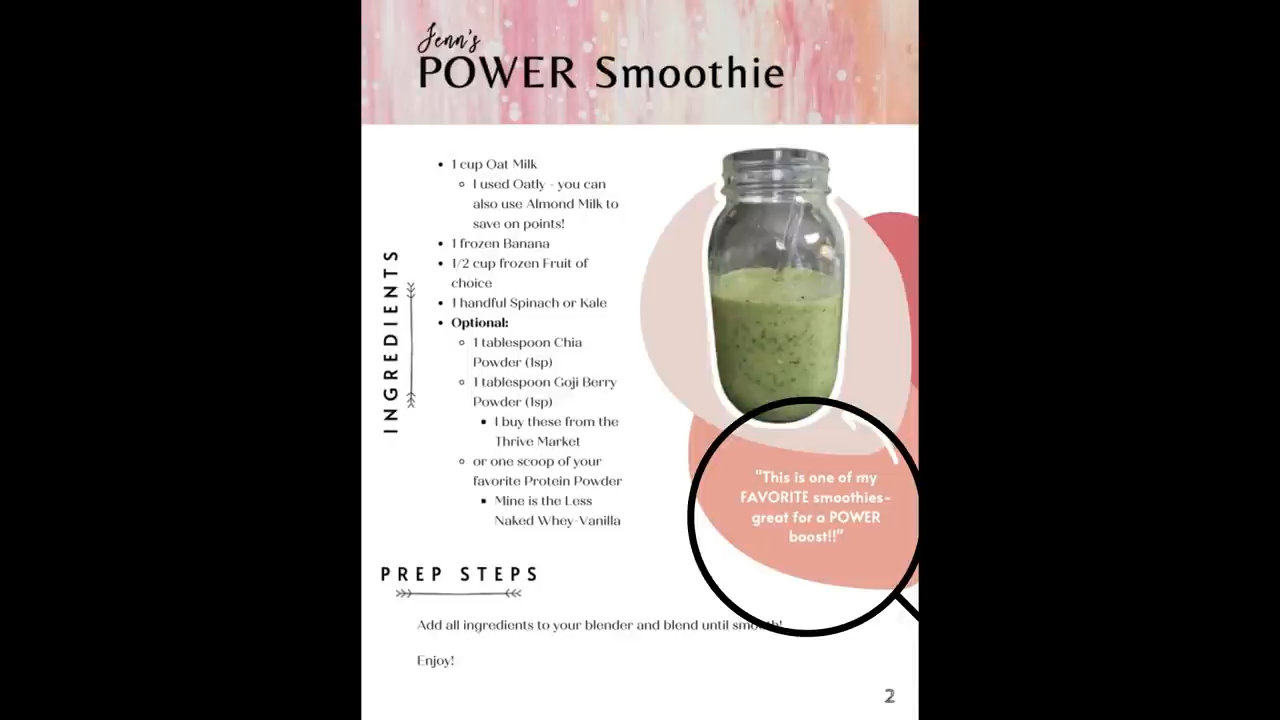 Jenn's
POWER Smoothie
INGREDIENTS
• 1 cup Oat Milk
◦ I used Oatly - you can
also use Almond Milk to
save on points!
• 1 frozen Banana
• 1/2 cup frozen Fruit of
choice
• 1 handful Spinach or Kale
• Optional:
◦ 1 tablespoon Chia
Powder (1sp)
◦ 1 tablespoon Goji Berry
Powder (1sp)
▪ I buy these from the
Thrive Market
◦ or one scoop of your
favorite Protein Powder
▪ Mine is the Less
Naked Whey-Vanilla
"This is one of my
FAVORITE smoothies-
great for a POWER
boost!!"
PREP STEPS
Add all ingredients to your blender and blend until smooth!
Enjoy!
2